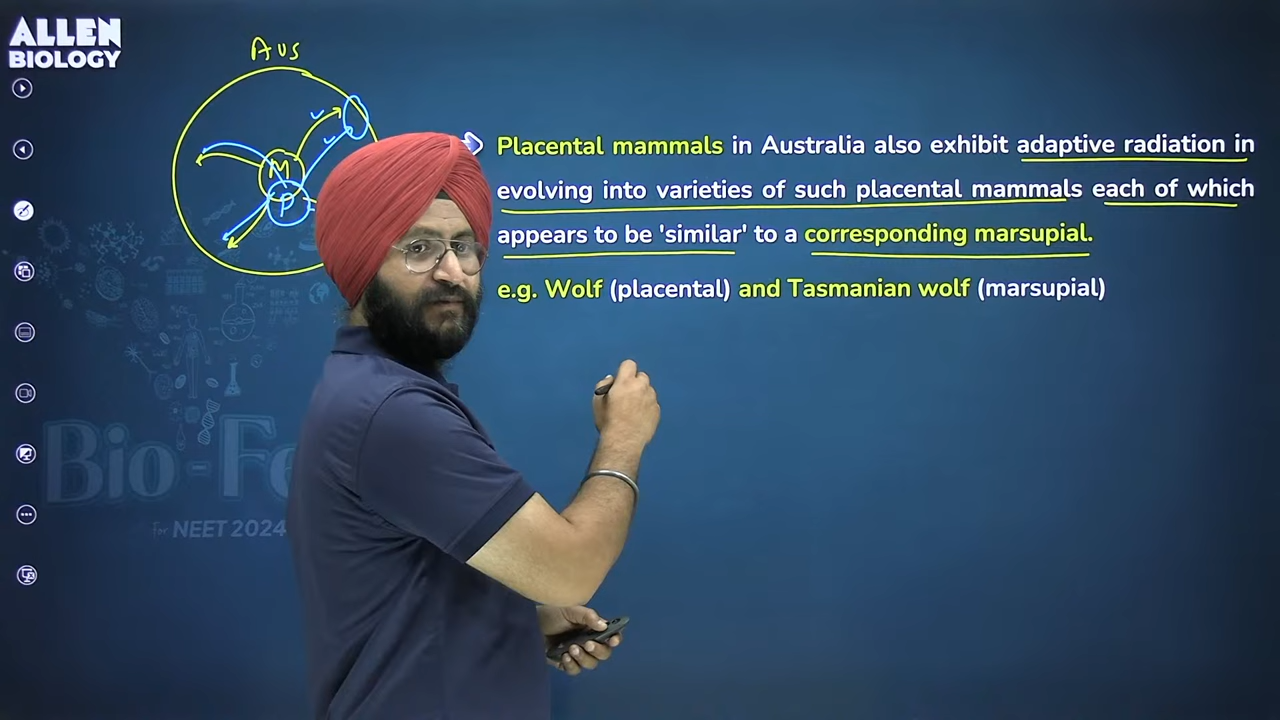 ALLEN
BIOLOGY
Aus
M
P
Placental mammals in Australia also exhibit adaptive radiation in
evolving into varieties of such placental mammals each of which
appears to be 'similar' to a corresponding marsupial.
e.g. Wolf (placental) and Tasmanian wolf (marsupial)
Bio-Fe
For NEET 2024